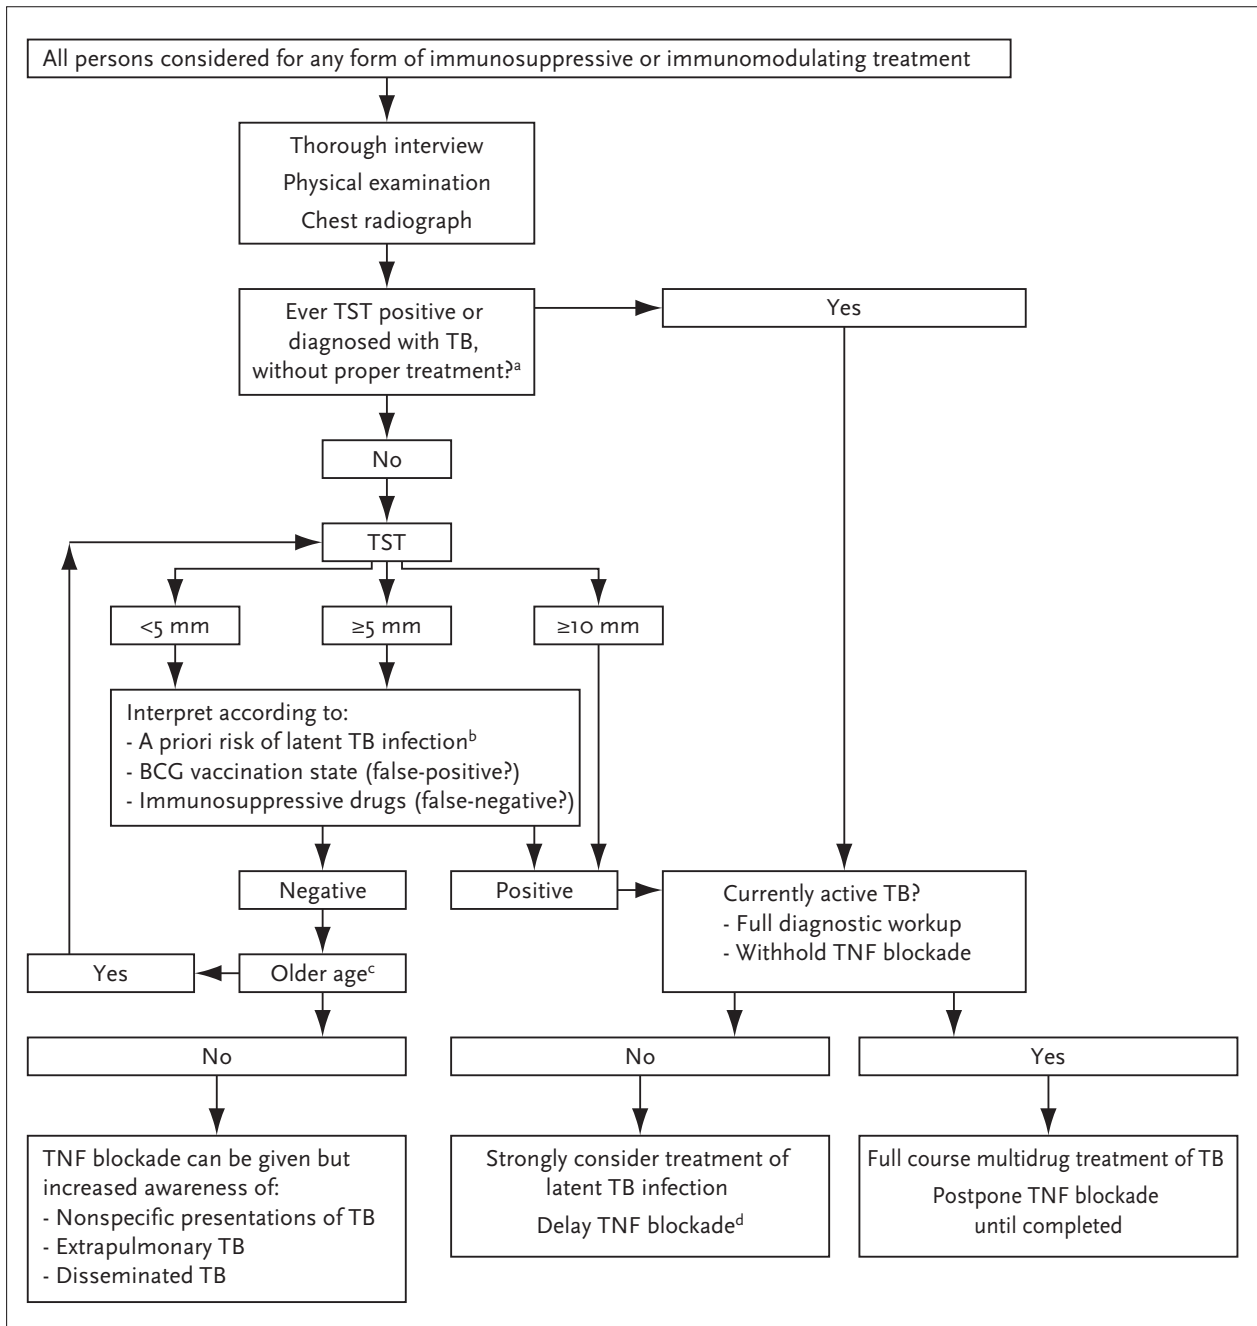 All persons considered for any form of immunosuppressive or immunomodulating treatment
Thorough interview
Physical examination
Chest radiograph
Ever TST positive or
diagnosed with TB,
without proper treatment?a
Yes
No
TST
<5 mm
≥5 mm
≥10 mm
Interpret according to:
- A priori risk of latent TB infectionb
- BCG vaccination state (false-positive?)
- Immunosuppressive drugs (false-negative?)
Negative
Positive
Currently active TB?
- Full diagnostic workup
- Withhold TNF blockade
Yes
Older agec
No
No
Yes
TNF blockade can be given but
increased awareness of:
- Nonspecific presentations of TB
- Extrapulmonary TB
- Disseminated TB
Strongly consider treatment of
latent TB infection
Delay TNF blockaded
Full course multidrug treatment of TB
Postpone TNF blockade
until completed